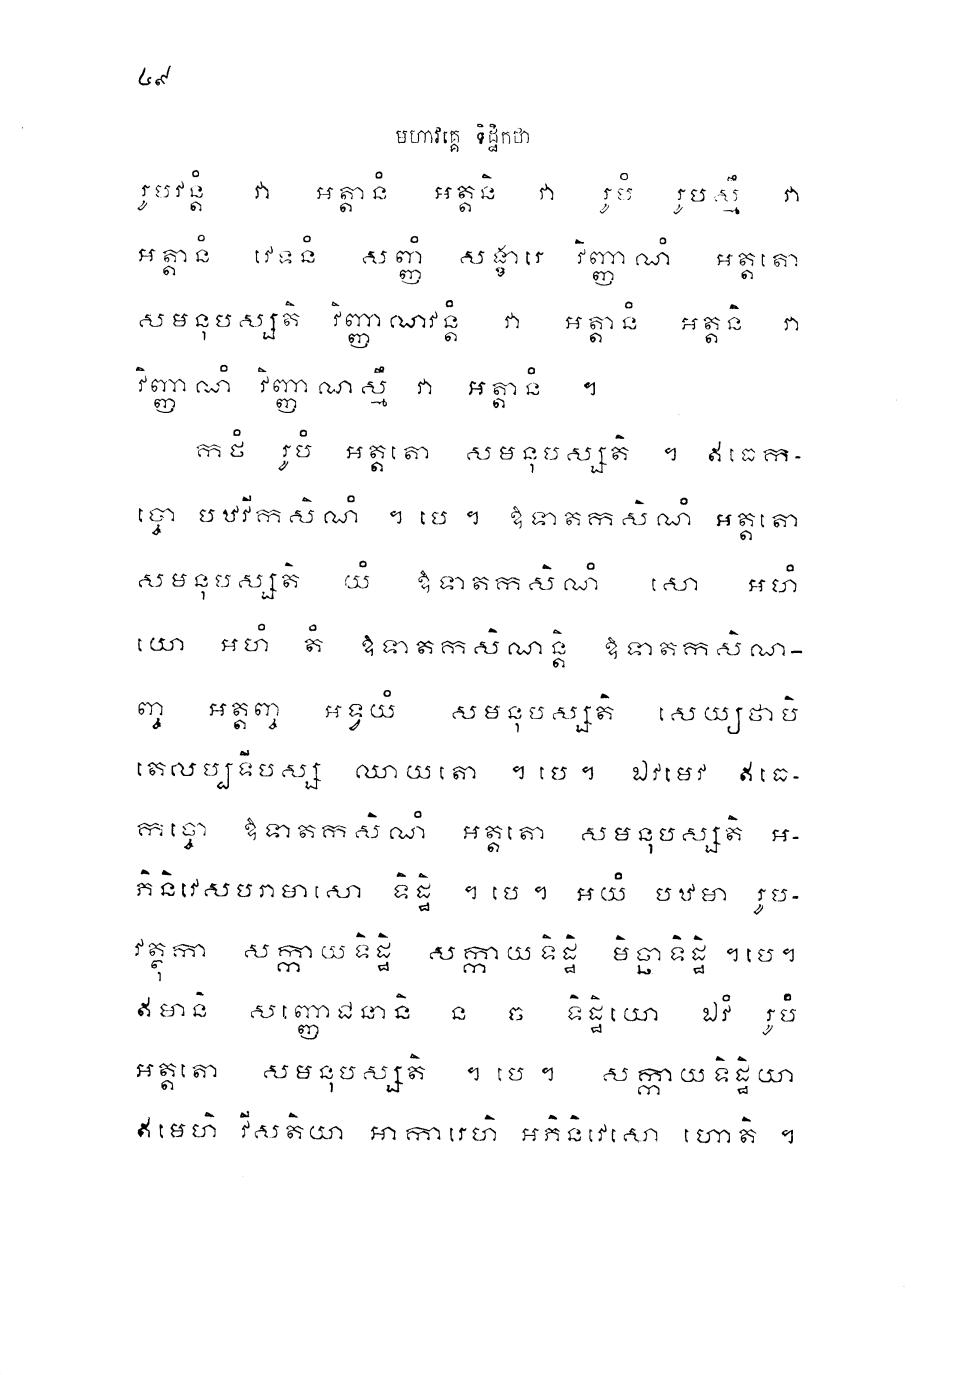 ៤៩
មហាវគ្គេ ទិដ្ឋិកថា
រូបវន្តំ វា អត្តានំ អត្តនិ វា រូបំ រូបស្មឹ វា
អត្តានំ វេទនំ សញ្ញំ សង្ខារេ វិញ្ញាណំ អត្តតោ
សមនុបស្សតិ វិញ្ញាណវន្តំ វា អត្តានំ អត្តនិ វា
វិញ្ញាណំ វិញ្ញាណស្មឹ វា អត្តានំ ។
កថំ រូបំ អត្តតោ សមនុបស្សតិ ។ ឥធេក-
ច្ចោ បឋវីកសិណំ ។ បេ ។ ឱទាតកសិណំ អត្តតោ
សមនុបស្សតិ យំ ឱទាតកសិណំ សោ អហំ
យោ អហំ តំ ឱទាតកសិណន្តិ ឱទាតកសិណ-
ញ្ច អត្តញ្ច អទ្វយំ សមនុបស្សតិ សេយ្យថាបិ
តេលប្បទីបស្ស ឈាយតោ ។ បេ ។ ឯវមេវ ឥធេ-
កច្ចោ ឱទាតកសិណំ អត្តតោ សមនុបស្សតិ អ-
ភិនិវេសបរាមាសោ ទិដ្ឋិ ។ បេ ។ អយំ បឋមា រូប-
វត្ថុកា សក្កាយទិដ្ឋិ សក្កាយទិដ្ឋិ មិច្ឆាទិដ្ឋិ ។ បេ។
ឥមានិ សញ្ញោជនានិ ន ច ទិដ្ឋិយោ ឯវំ រូបំ
អត្តតោ សមនុបស្សតិ ។ បេ ។ សក្កាយទិដ្ឋិយា
ឥមេហិ វីសតិយា អាការេហិ អភិនិវេសោ ហោតិ ។